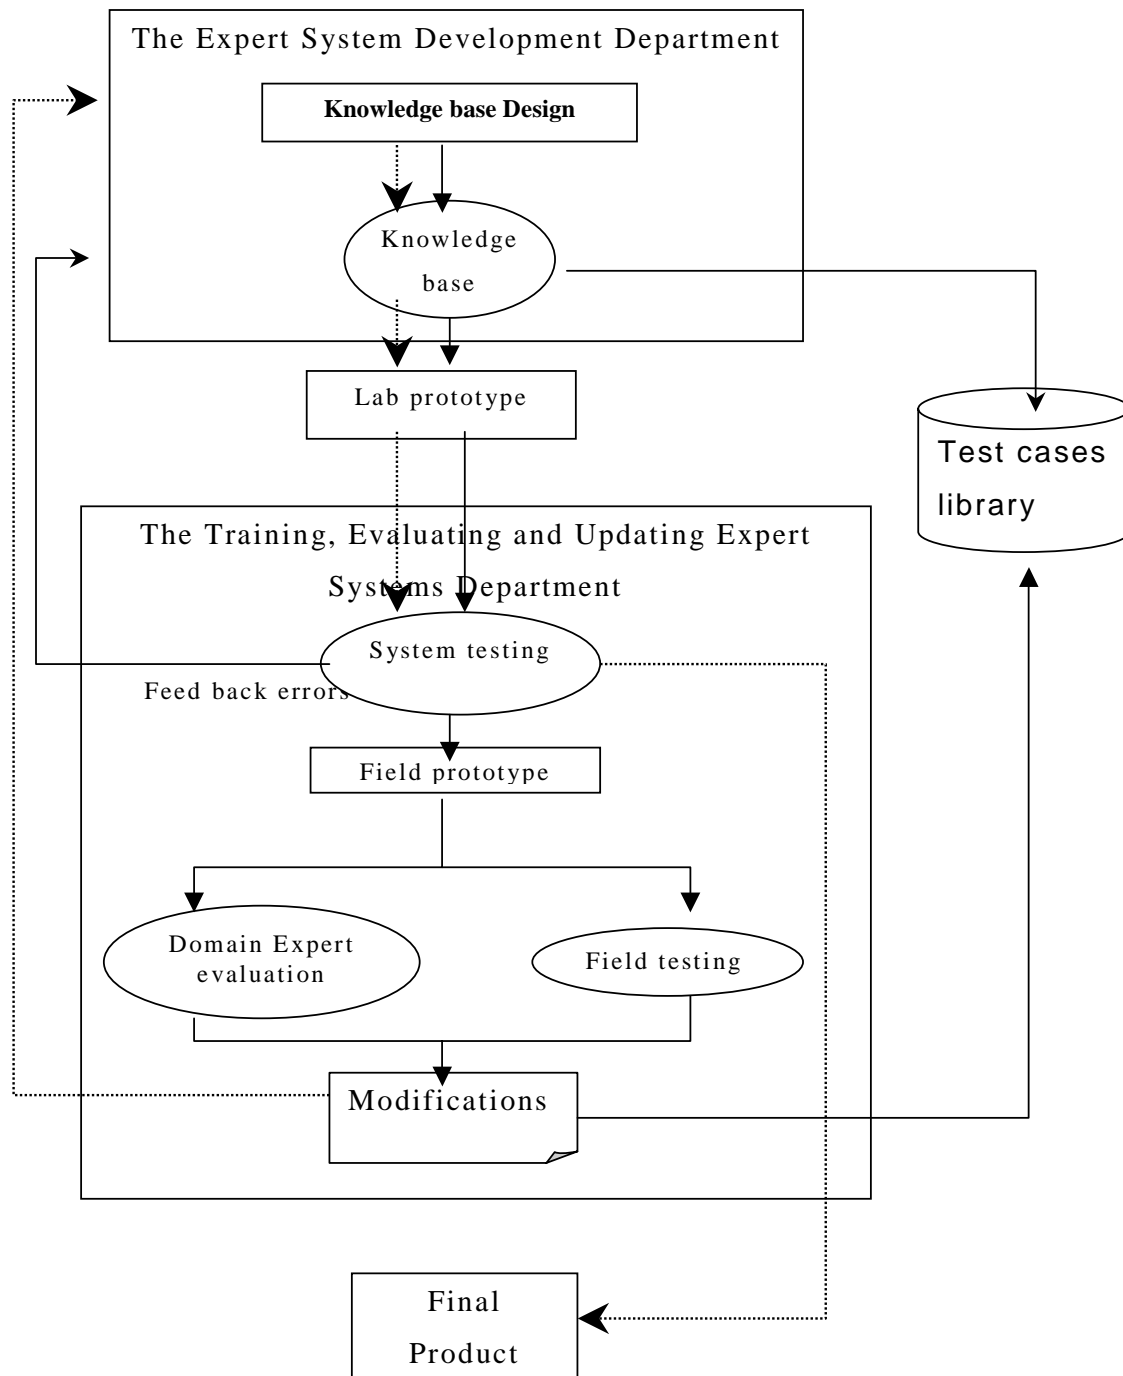 The Expert System Development Department
Knowledge base Design
Knowledge
base
Lab prototype
Test cases
library
The Training, Evaluating and Updating Expert
Systems Department
System testing
Feed back errors
Field prototype
Domain Expert
evaluation
Field testing
Modifications
Final
Product